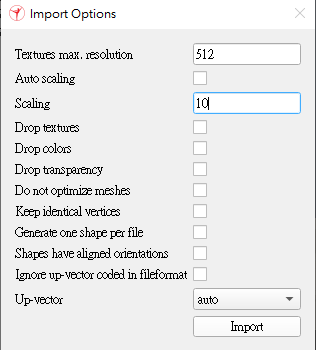 Import Options
Textures max. resolution 512
Auto scaling
Scaling 10
Drop textures
Drop colors
Drop transparency
Do not optimize meshes
Keep identical vertices
Generate one shape per file
Shapes have aligned orientations
Ignore up-vector coded in fileformat
Up-vector auto
Import